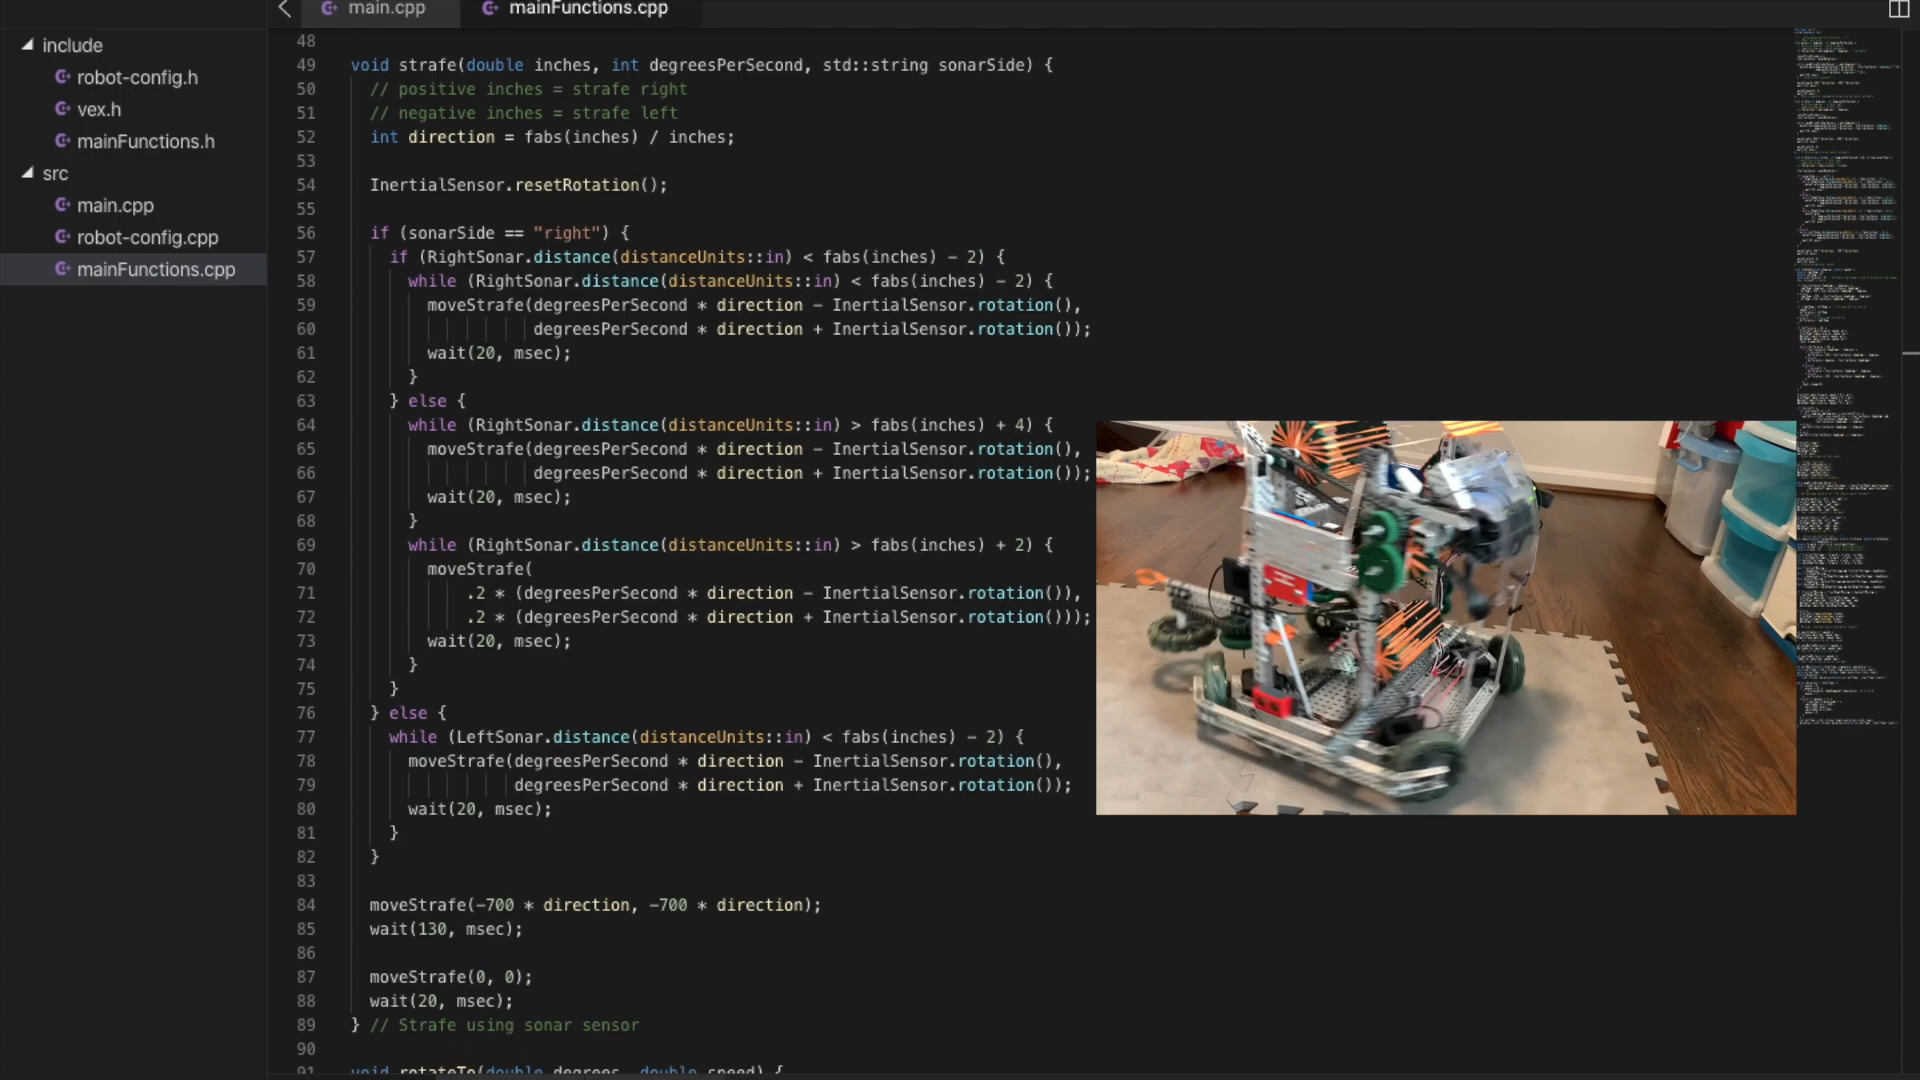 main.cpp
mainFunctions.cpp
include
robot-config.h
vex.h
mainFunctions.h
src
main.cpp
robot-config.cpp
mainFunctions.cpp
48
49 void strafe(double inches, int degreesPerSecond, std::string sonarSide) {
50 // positive inches = strafe right
51 // negative inches = strafe left
52 int direction = fabs(inches) / inches;
53
54 InertialSensor.resetRotation();
55
56 if (sonarSide == "right") {
57 if (RightSonar.distance(distanceUnits::in) < fabs(inches) - 2) {
58 while (RightSonar.distance(distanceUnits::in) < fabs(inches) - 2) {
59 moveStrafe(degreesPerSecond * direction - InertialSensor.rotation(),
60 degreesPerSecond * direction + InertialSensor.rotation());
61 wait(20, msec);
62 }
63 } else {
64 while (RightSonar.distance(distanceUnits::in) > fabs(inches) + 4) {
65 moveStrafe(degreesPerSecond * direction - InertialSensor.rotation(),
66 degreesPerSecond * direction + InertialSensor.rotation());
67 wait(20, msec);
68 }
69 while (RightSonar.distance(distanceUnits::in) > fabs(inches) + 2) {
70 moveStrafe(
71 .2 * (degreesPerSecond * direction - InertialSensor.rotation()),
72 .2 * (degreesPerSecond * direction + InertialSensor.rotation()));
73 wait(20, msec);
74 }
75 }
76 } else {
77 while (LeftSonar.distance(distanceUnits::in) < fabs(inches) - 2) {
78 moveStrafe(degreesPerSecond * direction - InertialSensor.rotation(),
79 degreesPerSecond * direction + InertialSensor.rotation());
80 wait(20, msec);
81 }
82 }
83
84 moveStrafe(-700 * direction, -700 * direction);
85 wait(130, msec);
86
87 moveStrafe(0, 0);
88 wait(20, msec);
89 } // Strafe using sonar sensor
90
91 void rotateTo(double degrees, double speed) {